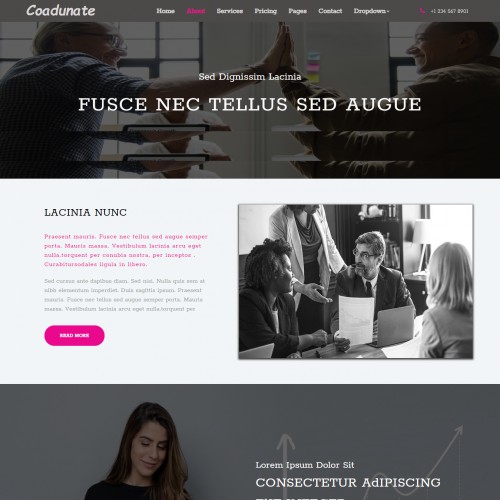 Coadunate
Home About Services Pricing Pages Contact Dropdown
+1 234 567 8901
Sed Dignissim Lacinia
FUSCE NEC TELLUS SED AUGUE
LACINIA NUNC
Praesent mauris. Fusce nec tellus sed augue semper
porta. Mauris massa. Vestibulum lacinia arcu eget
nulla.torquent per conubia nostra, per inceptos .
Curabitursodales ligula in libero.
Sed cursus ante dapibus diam. Sed nisi. Nulla quis sem at
nibh elementum imperdiet. Duis sagittis ipsum. Praesent
mauris. Fusce nec tellus sed augue semper porta. Mauris
massa. Vestibulum lacinia arcu eget nulla.torquent per
READ MORE
Lorem Ipsum Dolor Sit
CONSECTETUR AdIPISCING